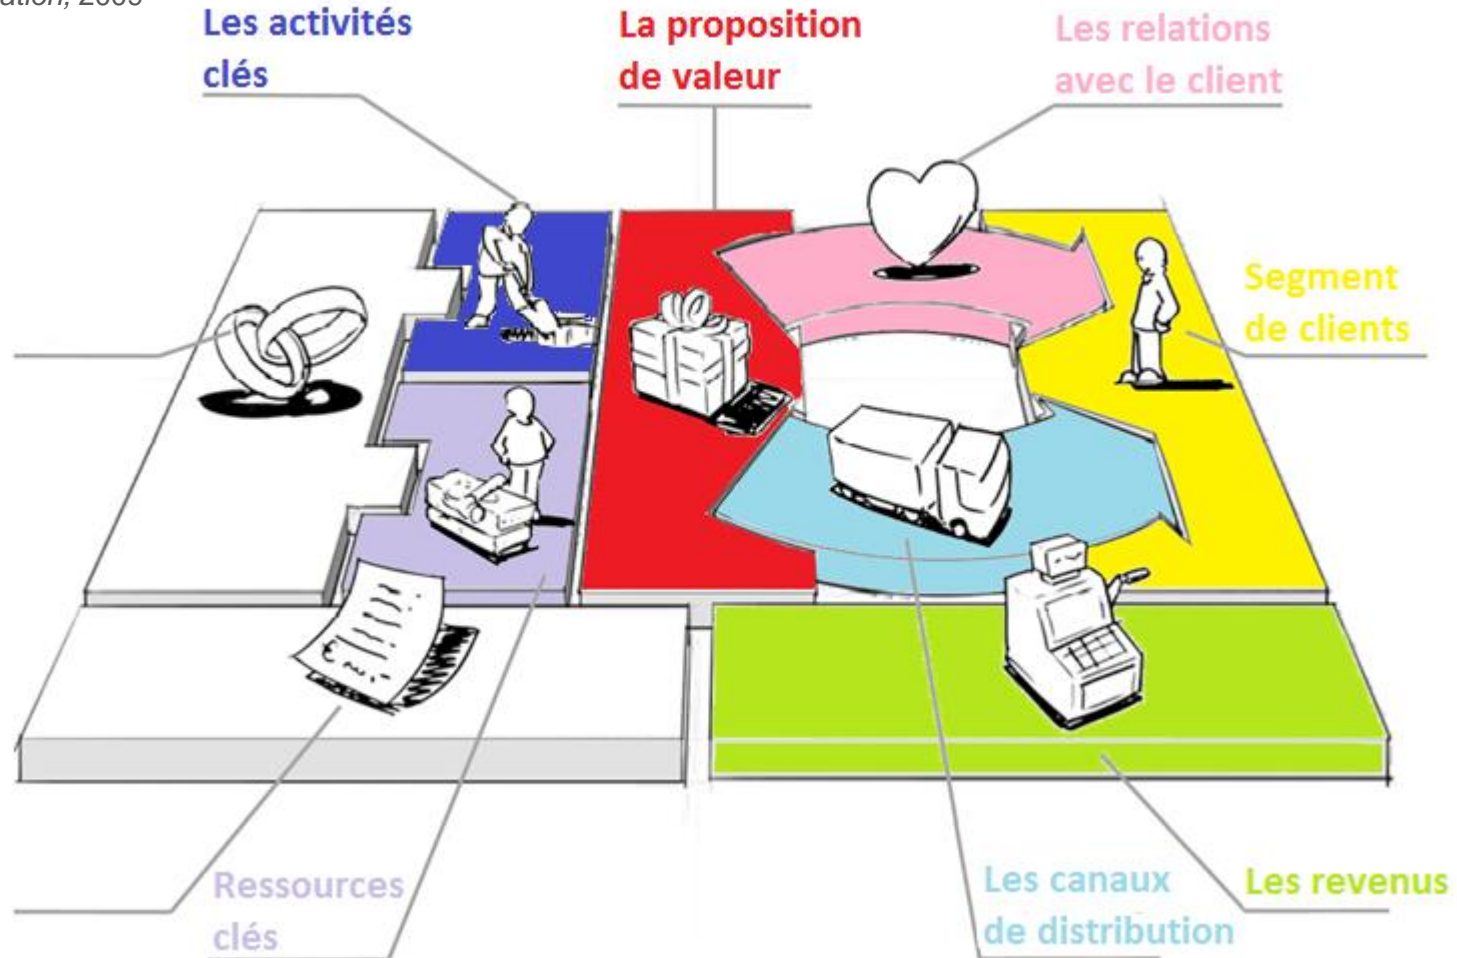 2009
Les activités
clés
La proposition
de valeur
Les relations
avec le client
Segment
de clients
Ressources
clés
Les canaux
de distribution
Les revenus